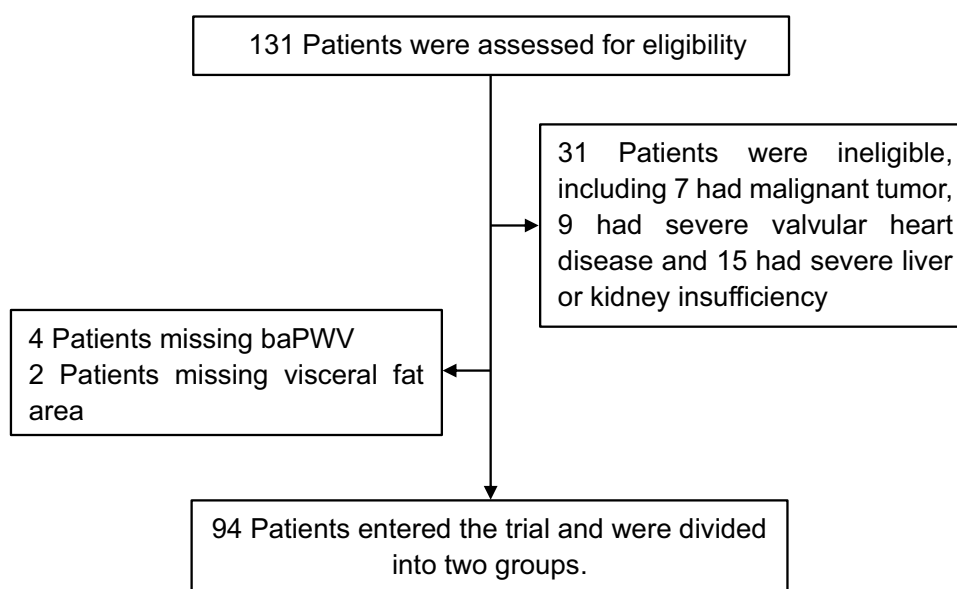 131 Patients were assessed for eligibility
31 Patients were ineligible,
including 7 had malignant tumor,
9 had severe valvular heart
disease and 15 had severe liver
or kidney insufficiency
4 Patients missing baPWV
2 Patients missing visceral fat
area
94 Patients entered the trial and were divided
into two groups.